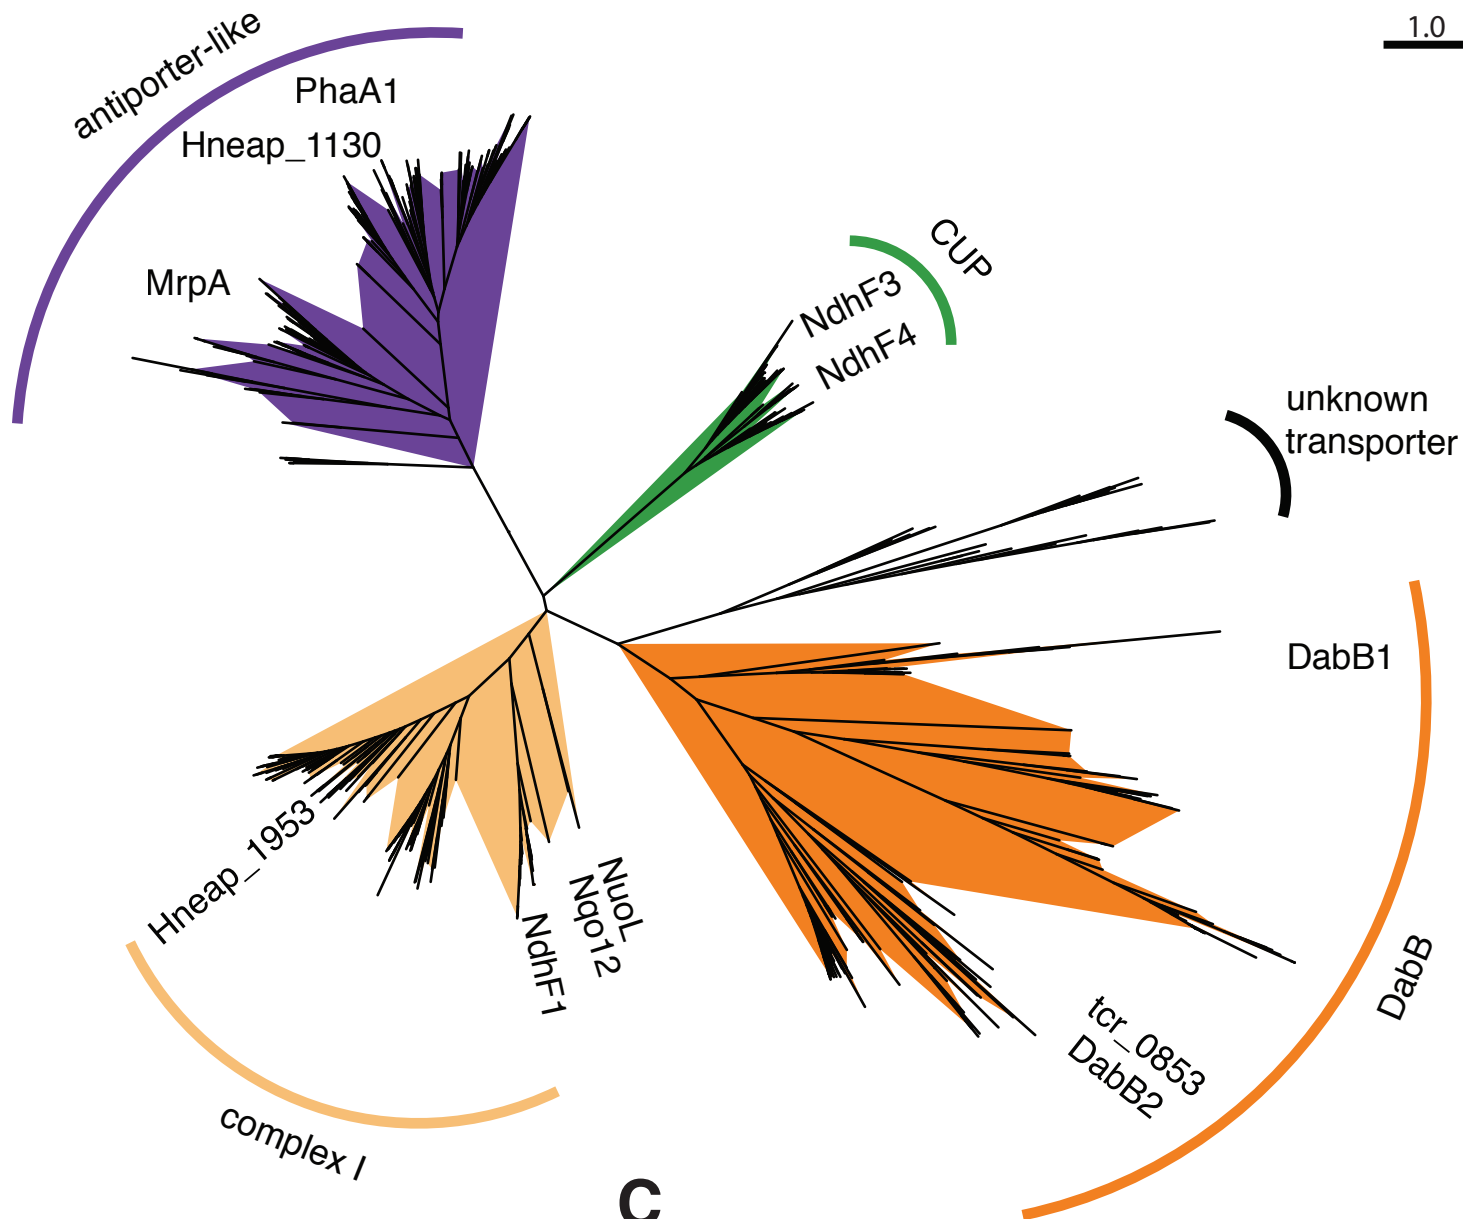 antiporter-like
PhaA1
Hneap_1130
MrpA
1.0
CUP
NdhF3
NdhF4
unknown
transporter
DabB1
DabB
tcr_0853
DabB2
NuoL
Nqo12
NdhF1
Hneap_1953
complex I
C